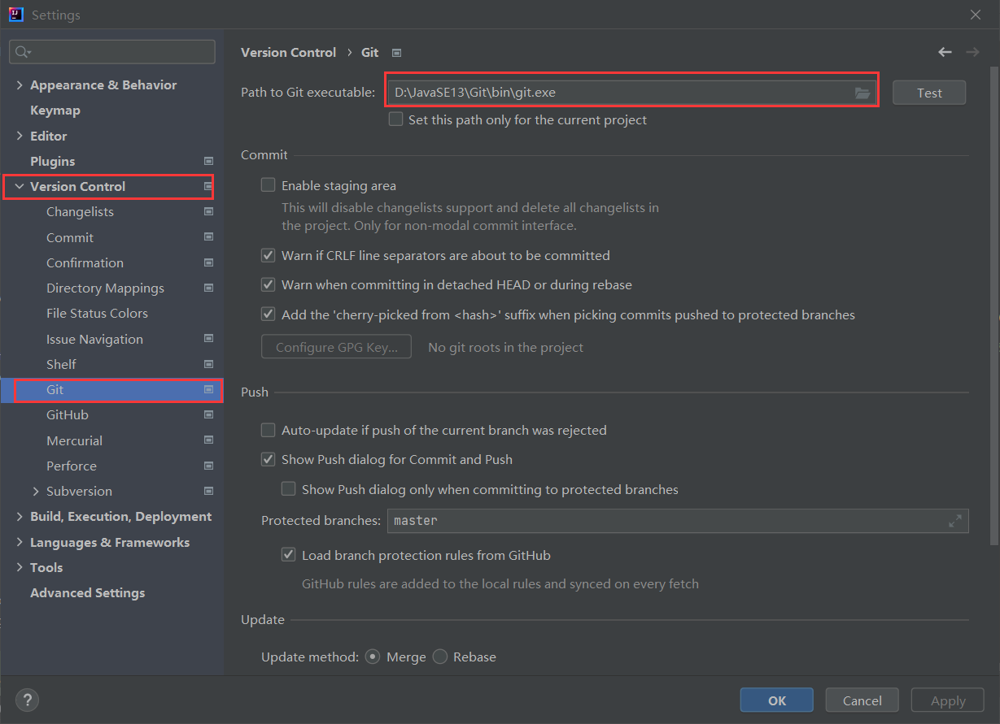 Settings
Appearance & Behavior
Keymap
Editor
Plugins
Version Control
Changelists
Commit
Confirmation
Directory Mappings
File Status Colors
Issue Navigation
Shelf
Git
GitHub
Mercurial
Perforce
Subversion
Build, Execution, Deployment
Languages & Frameworks
Tools
Advanced Settings
Version Control › Git
Path to Git executable: D:\JavaSE13\Git\bin\git.exe Test
Set this path only for the current project
Commit
Enable staging area
This will disable changelists support and delete all changelists in
the project. Only for non-modal commit interface.
Warn if CRLF line separators are about to be committed
Warn when committing in detached HEAD or during rebase
Add the 'cherry-picked from <hash>' suffix when picking commits pushed to protected branches
Configure GPG Key... No git roots in the project
Push
Auto-update if push of the current branch was rejected
Show Push dialog for Commit and Push
Show Push dialog only when committing to protected branches
Protected branches: master
Load branch protection rules from GitHub
GitHub rules are added to the local rules and synced on every fetch
Update
Update method: Merge Rebase
? OK Cancel Apply